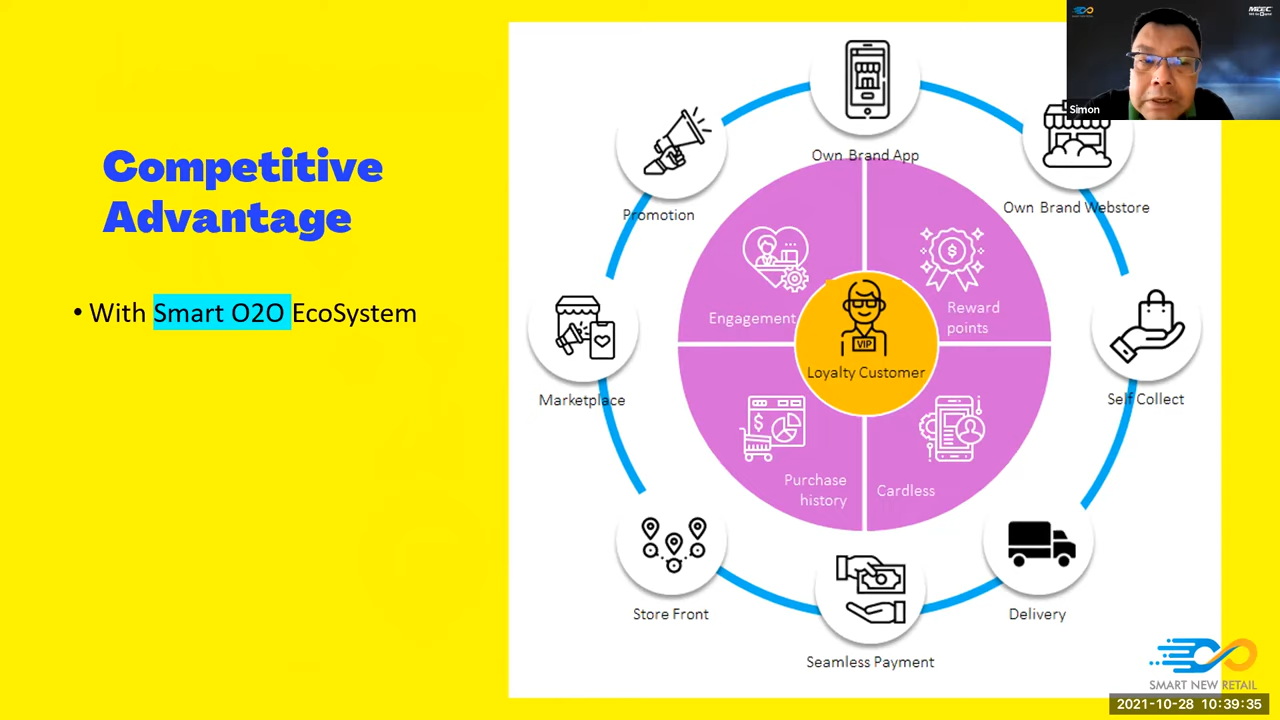 Competitive
Advantage
• With Smart O2O EcoSystem
Own Brand App
Own Brand Webstore
Self Collect
Delivery
Seamless Payment
Store Front
Marketplace
Promotion
Engagement
Reward
points
Purchase
history
Cardless
VIP
Loyalty Customer
Simon
SMART NEW RETAIL
2021-10-28 10:39:35